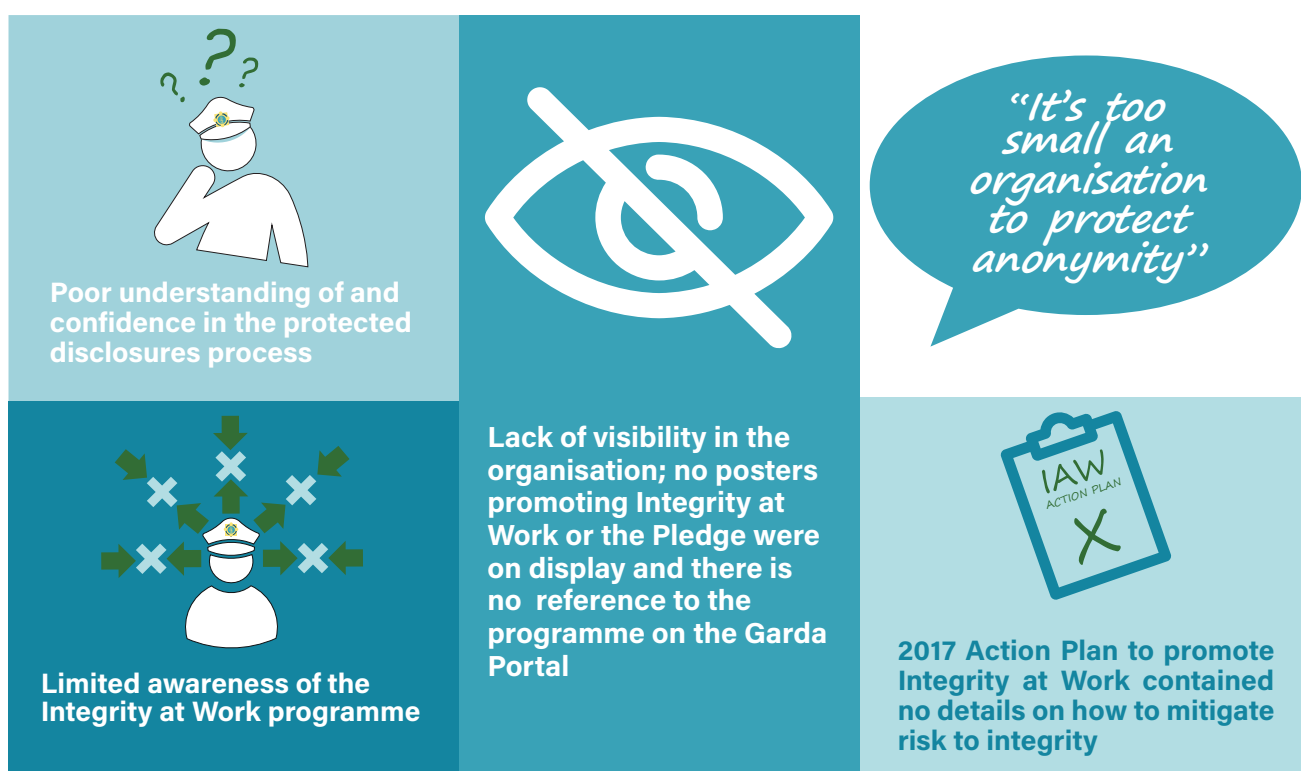 ? ? ?
Poor understanding of and
confidence in the protected
disclosures process
Limited awareness of the
Integrity at Work programme
Lack of visibility in the
organisation; no posters
promoting Integrity at
Work or the Pledge were
on display and there is
no reference to the
programme on the Garda
Portal
“It’s too
small an
organisation
to protect
anonymity”
IAW
ACTION PLAN
X
2017 Action Plan to promote
Integrity at Work contained
no details on how to mitigate
risk to integrity